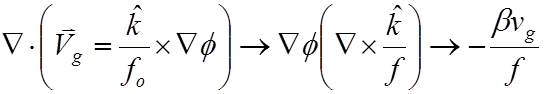 ∇ · ( V⃗_g = k̂/f_o × ∇ϕ ) → ∇ϕ ( ∇ × k̂/f ) → − βv_g/f